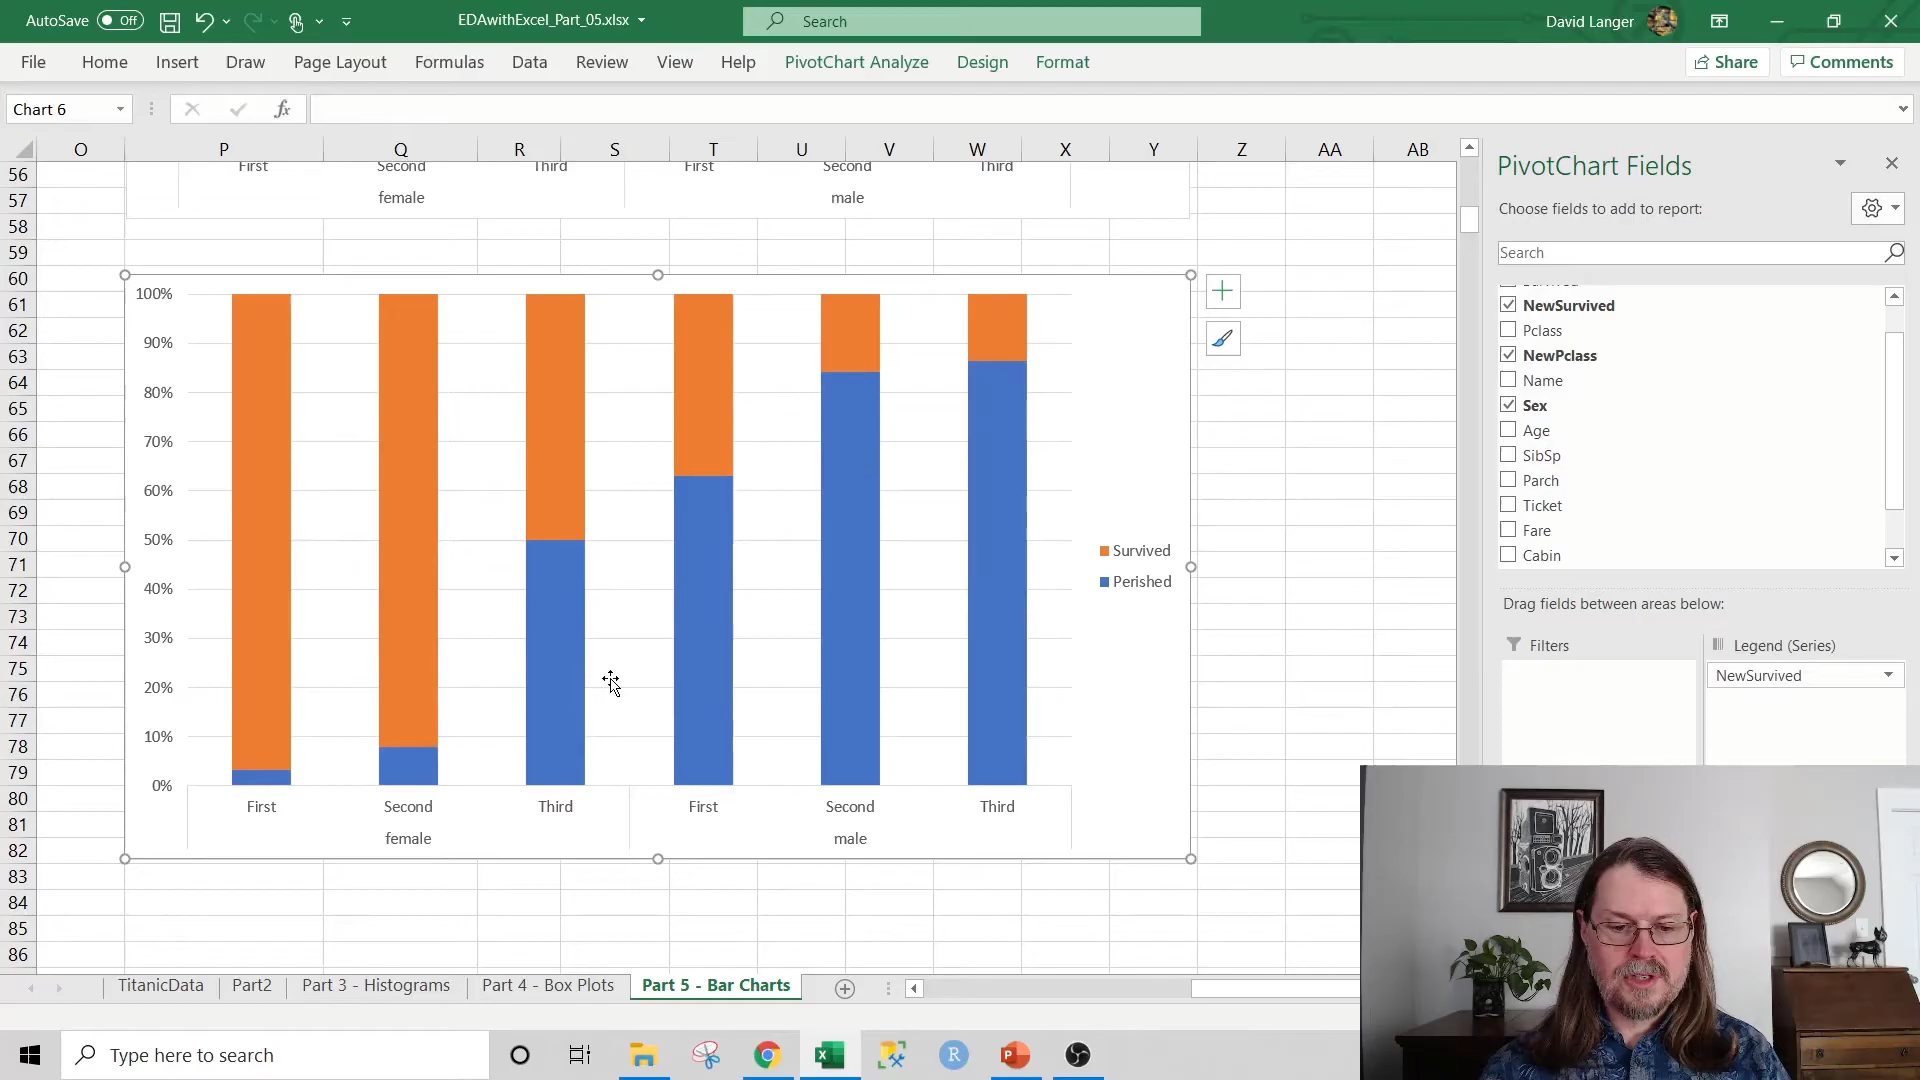 AutoSave Off EDAwithExcel_Part_05.xlsx Search David Langer
File Home Insert Draw Page Layout Formulas Data Review View Help PivotChart Analyze Design Format Share Comments
Chart 6 fx
O P Q R S T U V W X Y Z AA AB
56
57
58
59
60
61
62
63
64
65
66
67
68
69
70
71
72
73
74
75
76
77
78
79
80
81
82
83
84
85
86
First Second Third First Second Third
female male
100%
90%
80%
70%
60%
50%
40%
30%
20%
10%
0%
Survived
Perished
First Second Third First Second Third
female male
PivotChart Fields
Choose fields to add to report:
Search
NewSurvived
Pclass
NewPclass
Name
Sex
Age
SibSp
Parch
Ticket
Fare
Cabin
Drag fields between areas below:
Filters Legend (Series)
NewSurvived
TitanicData Part2 Part 3 - Histograms Part 4 - Box Plots Part 5 - Bar Charts
Type here to search
R P